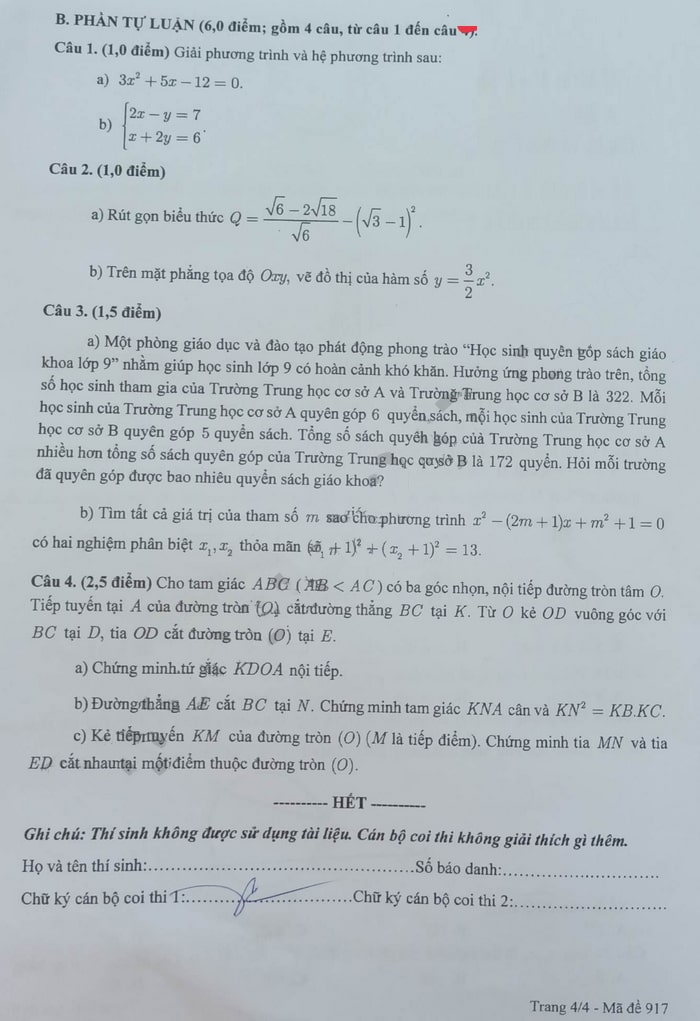 B. PHẦN TỰ LUẬN (6,0 điểm; gồm 4 câu, từ câu 1 đến câu
Câu 1. (1,0 điểm) Giải phương trình và hệ phương trình sau:
a) 3x² + 5x − 12 = 0.
b) {2x − y = 7
x + 2y = 6.
Câu 2. (1,0 điểm)
a) Rút gọn biểu thức Q = (√6 − 2√18)/√6 − (√3 − 1)².
b) Trên mặt phẳng tọa độ Oxy, vẽ đồ thị của hàm số y = 3/2 x².
Câu 3. (1,5 điểm)
a) Một phòng giáo dục và đào tạo phát động phong trào “Học sinh quyên góp sách giáo
khoa lớp 9” nhằm giúp học sinh lớp 9 có hoàn cảnh khó khăn. Hưởng ứng phong trào trên, tổng
số học sinh tham gia của Trường Trung học cơ sở A và Trường Trung học cơ sở B là 322. Mỗi
học sinh của Trường Trung học cơ sở A quyên góp 6 quyển sách, mỗi học sinh của Trường Trung
học cơ sở B quyên góp 5 quyển sách. Tổng số sách quyên góp của Trường Trung học cơ sở A
nhiều hơn tổng số sách quyên góp của Trường Trung học cơ sở B là 172 quyển. Hỏi mỗi trường
đã quyên góp được bao nhiêu quyển sách giáo khoa?
b) Tìm tất cả giá trị của tham số m sao cho phương trình x² − (2m + 1)x + m² + 1 = 0
có hai nghiệm phân biệt x₁, x₂ thỏa mãn (x₁ + 1)² + (x₂ + 1)² = 13.
Câu 4. (2,5 điểm) Cho tam giác ABC (AB < AC) có ba góc nhọn, nội tiếp đường tròn tâm O.
Tiếp tuyến tại A của đường tròn (O) cắt đường thẳng BC tại K. Từ O kẻ OD vuông góc với
BC tại D, tia OD cắt đường tròn (O) tại E.
a) Chứng minh tứ giác KDOA nội tiếp.
b) Đường thẳng AE cắt BC tại N. Chứng minh tam giác KNA cân và KN² = KB.KC.
c) Kẻ tiếp tuyến KM của đường tròn (O) (M là tiếp điểm). Chứng minh tia MN và tia
ED cắt nhau tại một điểm thuộc đường tròn (O).
---------- HẾT ----------
Ghi chú: Thí sinh không được sử dụng tài liệu. Cán bộ coi thi không giải thích gì thêm.
Họ và tên thí sinh:..................................................Số báo danh:..............................
Chữ ký cán bộ coi thi 1:...............................Chữ ký cán bộ coi thi 2:.............................
Trang 4/4 - Mã đề 917